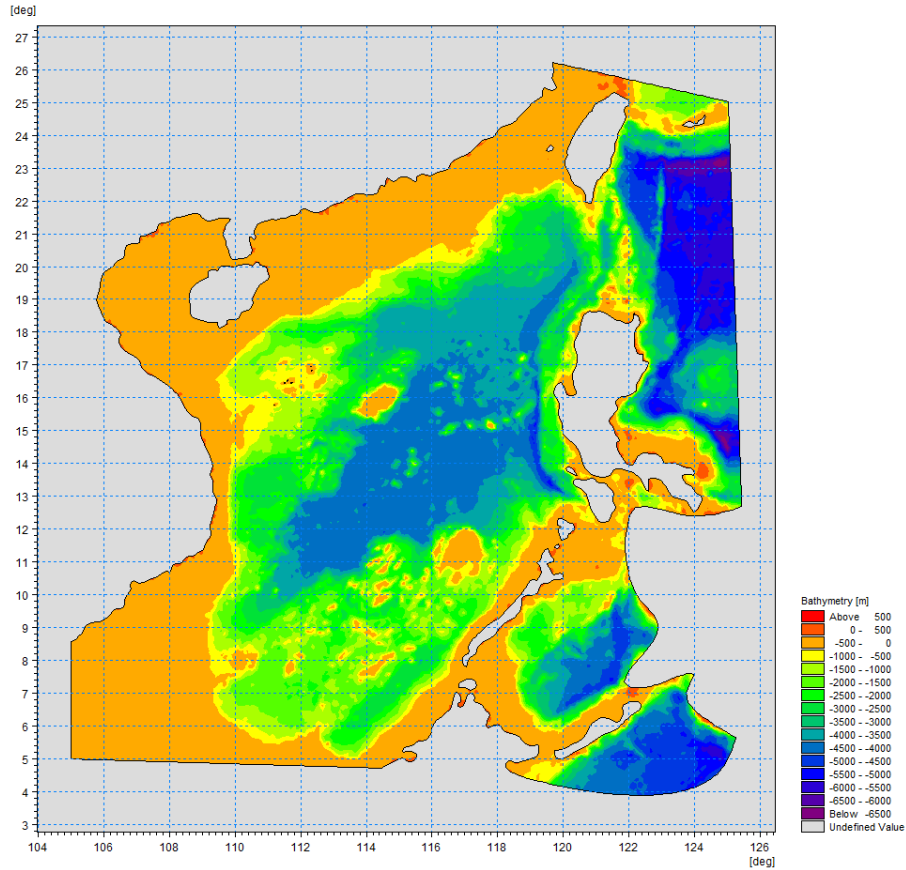 [deg]
27
26
25
24
23
22
21
20
19
18
17
16
15
14
13
12
11
10
9
8
7
6
5
4
3
104 106 108 110 112 114 116 118 120 122 124 126
[deg]
Bathymetry [m]
Above 500
0 - 500
-500 - 0
-1000 - -500
-1500 - -1000
-2000 - -1500
-2500 - -2000
-3000 - -2500
-3500 - -3000
-4000 - -3500
-4500 - -4000
-5000 - -4500
-5500 - -5000
-6000 - -5500
-6500 - -6000
Below -6500
Undefined Value